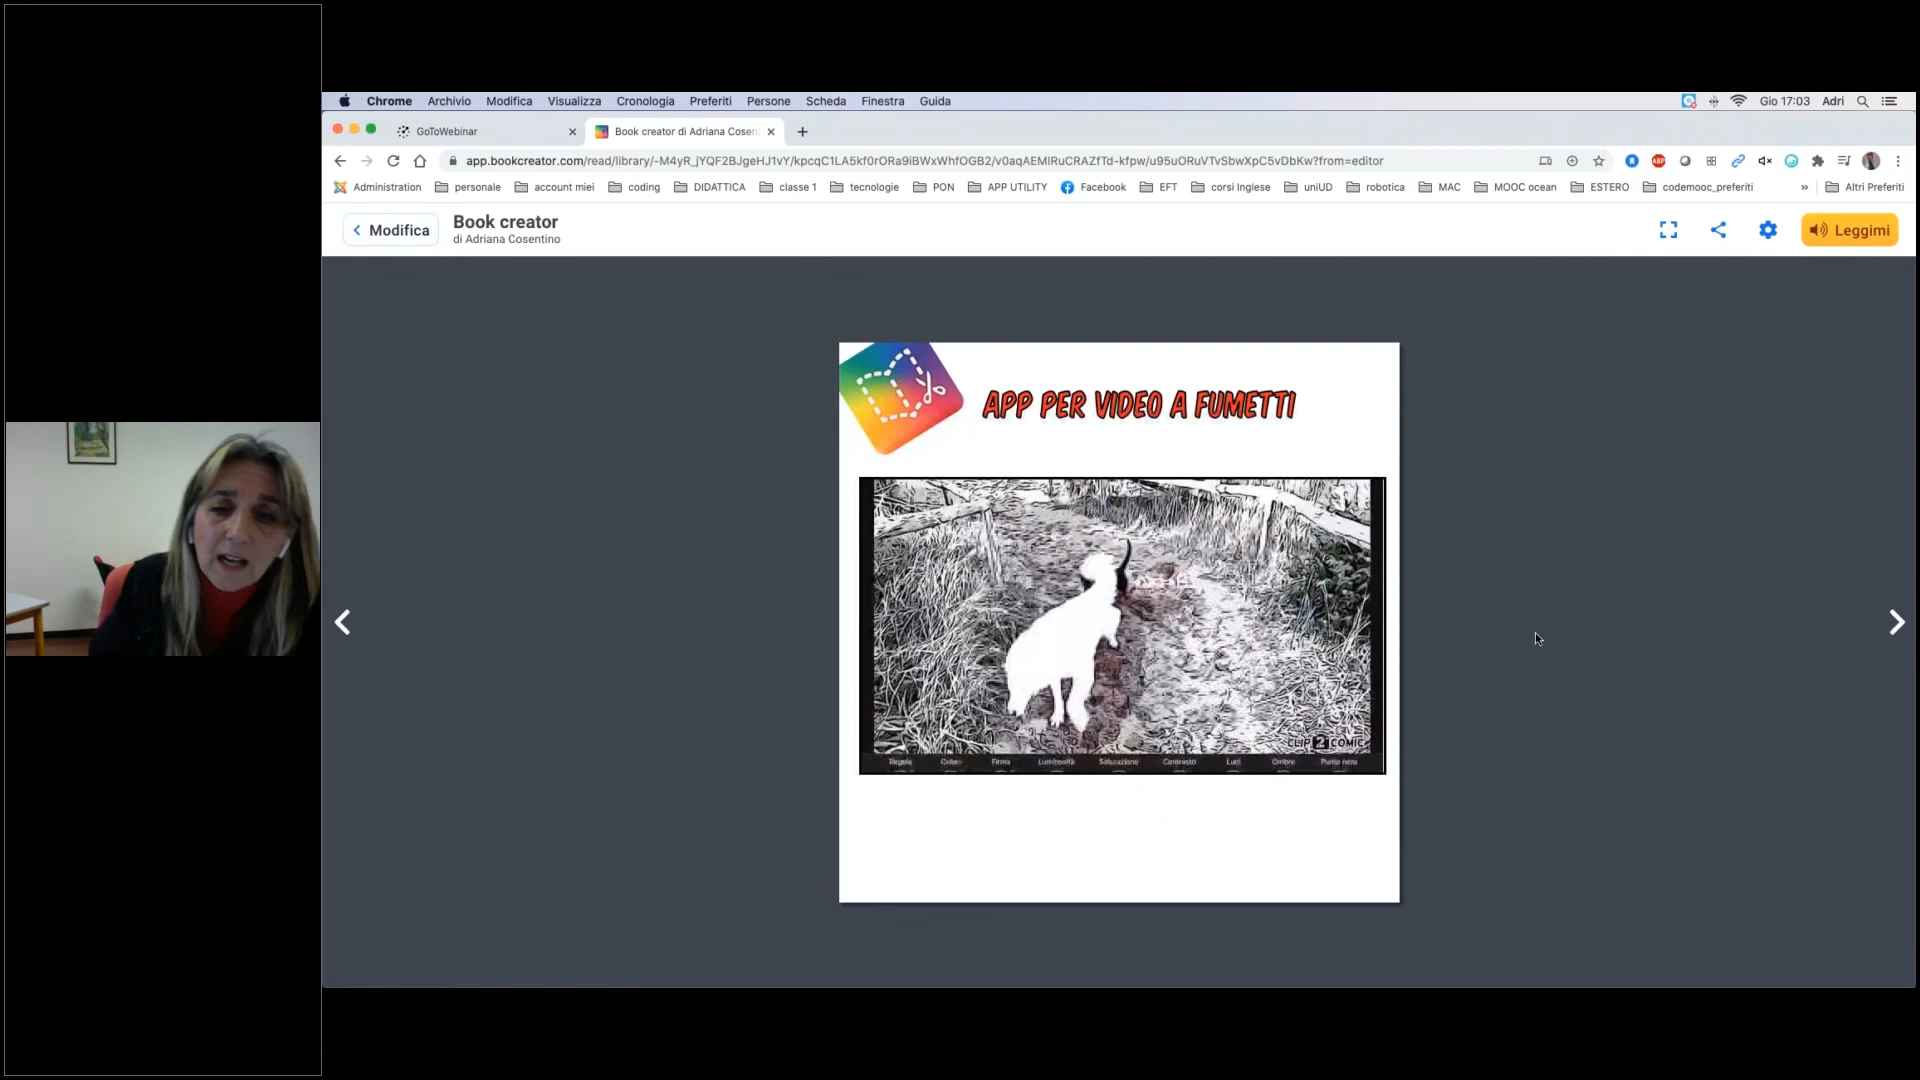 Chrome Archivio Modifica Visualizza Cronologia Preferiti Persone Scheda Finestra Guida Gio 17:03 Adri
GoToWebinar Book creator di Adriana Cosen
app.bookcreator.com/read/library/-M4yR_jYQF2BJgeHJ1vY/kpcqC1LA5kf0rORa9iBWxWhfOGB2/v0aqAEMIRuCRAZfTd-kfpw/u95uORuVTvSbwXpC5vDbKw?from=editor
Administration personale account miei coding DIDATTICA classe 1 tecnologie PON APP UTILITY Facebook EFT corsi Inglese uniUD robotica MAC MOOC ocean ESTERO codemooc_preferiti » Altri Preferiti
Modifica
Book creator
di Adriana Cosentino
Leggimi
APP PER VIDEO A FUMETTI
CLIP 2 COMIC
Regola Colori Firma Luminosità Saturazione Contrasto Luci Ombre Punto nero